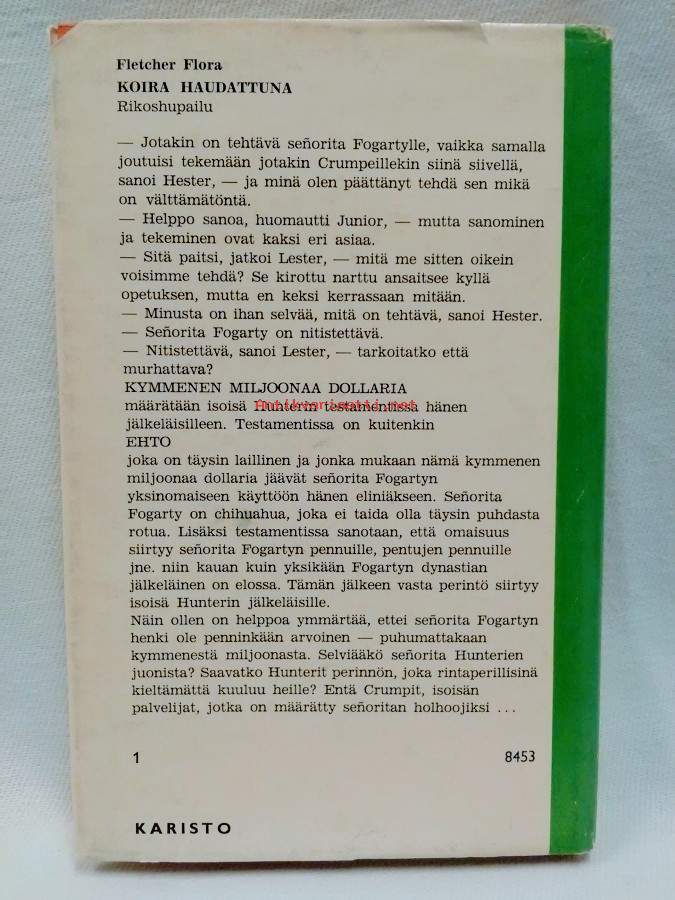 Fletcher Flora
KOIRA HAUDATTUNA
Rikoshupailu
— Jotakin on tehtävä señorita Fogartylle, vaikka samalla
joutuisi tekemään jotakin Crumpeillekin siinä siivellä,
sanoi Hester, — ja minä olen päättänyt tehdä sen mikä
on välttämätöntä.
— Helppo sanoa, huomautti Junior, — mutta sanominen
ja tekeminen ovat kaksi eri asiaa.
— Sitä paitsi, jatkoi Lester, — mitä me sitten oikein
voisimme tehdä? Se kirottu narttu ansaitsee kyllä
opetuksen, mutta en keksi kerrassaan mitään.
— Minusta on ihan selvää, mitä on tehtävä, sanoi Hester.
— Señorita Fogarty on nitistettävä.
— Nitistettävä, sanoi Lester, — tarkoitatko että
murhattava?
KYMMENEN MILJOONAA DOLLARIA
määrätään isoisä Hunterin testamentissa hänen
Antikvariaatti.net
jälkeläisilleen. Testamentissa on kuitenkin
EHTO
joka on täysin laillinen ja jonka mukaan nämä kymmenen
miljoonaa dollaria jäävät señorita Fogartyn
yksinomaiseen käyttöön hänen eliniäkseen. Señorita
Fogarty on chihuahua, joka ei taida olla täysin puhdasta
rotua. Lisäksi testamentissa sanotaan, että omaisuus
siirtyy señorita Fogartyn pennuille, pentujen pennuille
jne. niin kauan kuin yksikään Fogartyn dynastian
jälkeläinen on elossa. Tämän jälkeen vasta perintö siirtyy
isoisä Hunterin jälkeläisille.
Näin ollen on helppoa ymmärtää, ettei señorita Fogartyn
henki ole penninkään arvoinen — puhumattakaan
kymmenestä miljoonasta. Selviääkö señorita Hunterien
juonista? Saavatko Hunterit perinnön, joka rintaperillisinä
kieltämättä kuuluu heille? Entä Crumpit, isoisän
palvelijat, jotka on määrätty señoritan holhoojiksi ...
1
8453
KARISTO